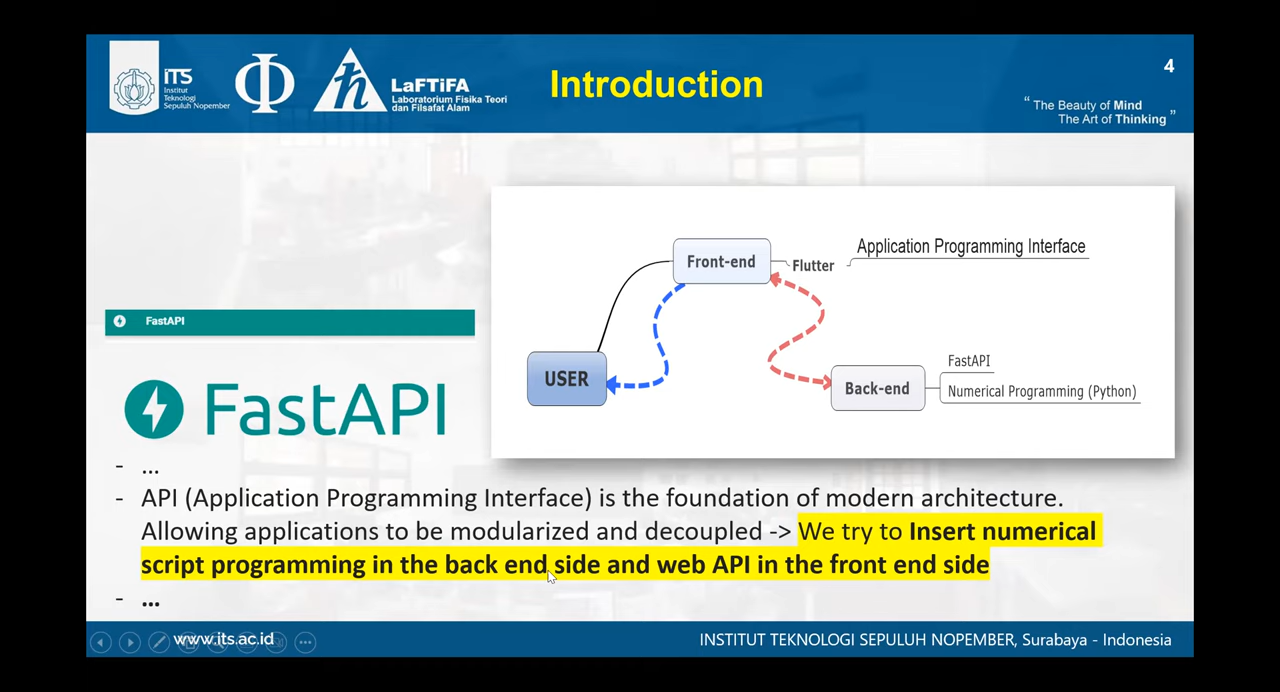 iTS
Institut
Teknologi
Sepuluh Nopember
Φ
ℏ
LaFTiFA
Laboratorium Fisika Teori
dan Filsafat Alam
Introduction
4
“ The Beauty of Mind
The Art of Thinking ”
Front-end
Flutter
Application Programming Interface
USER
Back-end
FastAPI
Numerical Programming (Python)
FastAPI
FastAPI
- ...
- API (Application Programming Interface) is the foundation of modern architecture.
Allowing applications to be modularized and decoupled -> We try to Insert numerical
script programming in the back end side and web API in the front end side
- ...
www.its.ac.id
INSTITUT TEKNOLOGI SEPULUH NOPEMBER, Surabaya - Indonesia